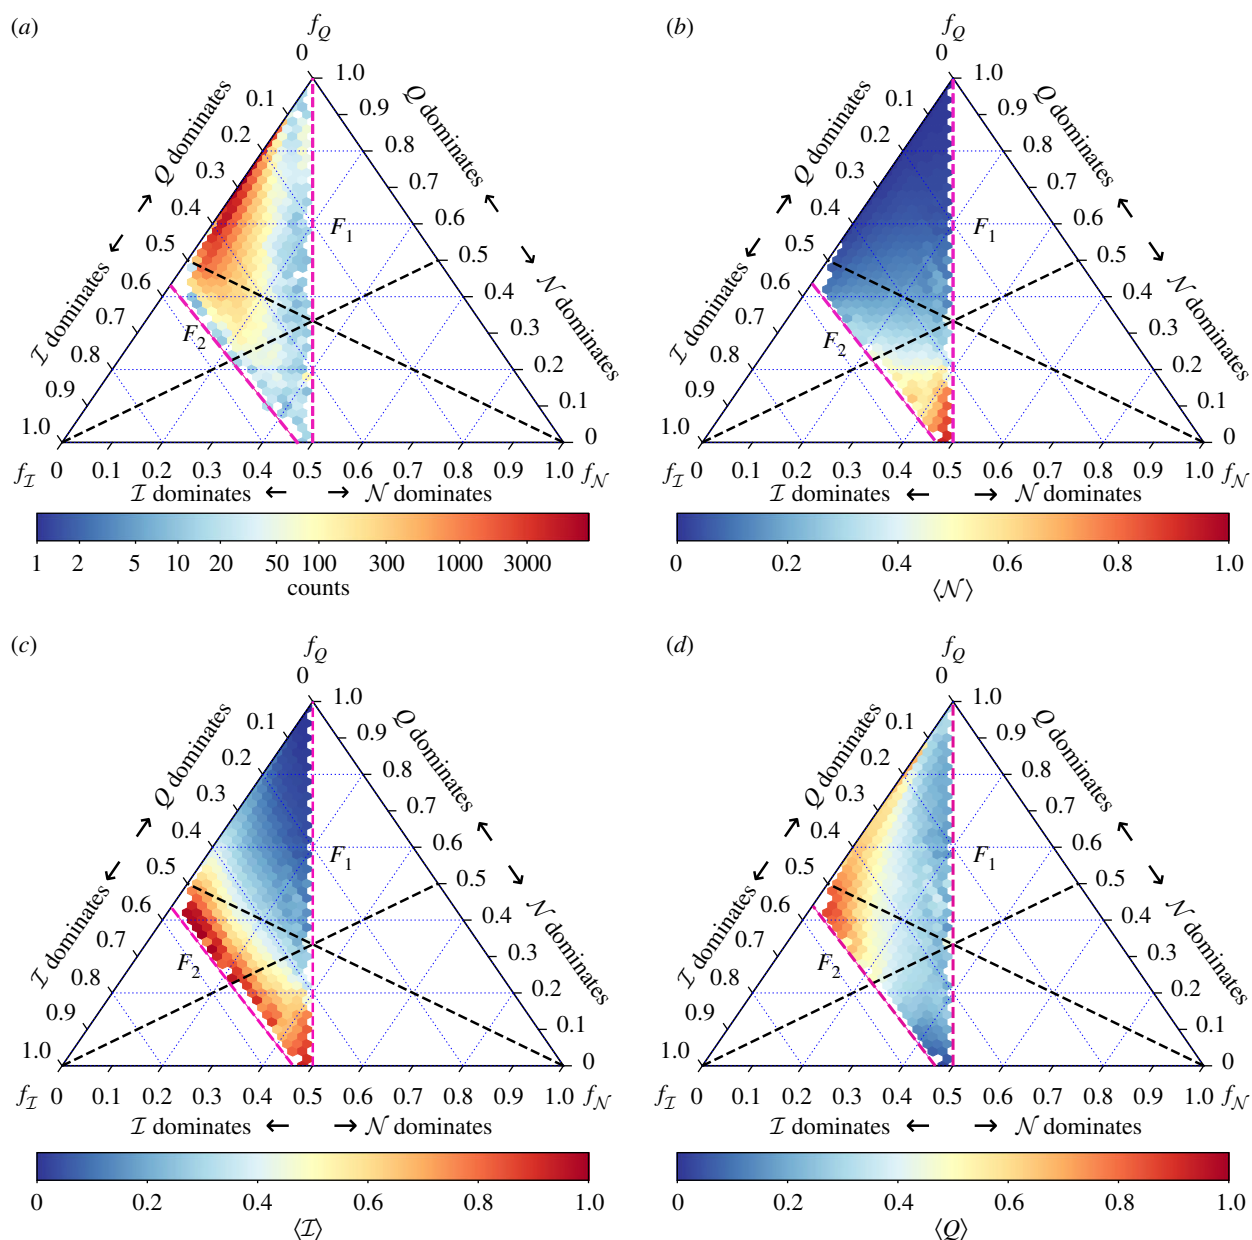 (a)
f_Q
0
1.0
0.1
0.9
0.2
0.8
0.3
0.7
0.4
0.6
0.5
0.5
0.6
0.4
0.7
0.3
0.8
0.2
0.9
0.1
1.0
0
Q dominates
Q dominates
ℐ dominates ← →
← → 𝒩 dominates
F_1
F_2
f_ℐ 0 0.1 0.2 0.3 0.4 0.5 0.6 0.7 0.8 0.9 1.0 f_𝒩
ℐ dominates ← → 𝒩 dominates
1 2 5 10 20 50 100 300 1000 3000
counts
(b)
f_Q
0
1.0
0.1
0.9
0.2
0.8
0.3
0.7
0.4
0.6
0.5
0.5
0.6
0.4
0.7
0.3
0.8
0.2
0.9
0.1
1.0
0
Q dominates
Q dominates
ℐ dominates ← →
← → 𝒩 dominates
F_1
F_2
f_ℐ 0 0.1 0.2 0.3 0.4 0.5 0.6 0.7 0.8 0.9 1.0 f_𝒩
ℐ dominates ← → 𝒩 dominates
0 0.2 0.4 0.6 0.8 1.0
⟨𝒩⟩
(c)
f_Q
0
1.0
0.1
0.9
0.2
0.8
0.3
0.7
0.4
0.6
0.5
0.5
0.6
0.4
0.7
0.3
0.8
0.2
0.9
0.1
1.0
0
Q dominates
Q dominates
ℐ dominates ← →
← → 𝒩 dominates
F_1
F_2
f_ℐ 0 0.1 0.2 0.3 0.4 0.5 0.6 0.7 0.8 0.9 1.0 f_𝒩
ℐ dominates ← → 𝒩 dominates
0 0.2 0.4 0.6 0.8 1.0
⟨ℐ⟩
(d)
f_Q
0
1.0
0.1
0.9
0.2
0.8
0.3
0.7
0.4
0.6
0.5
0.5
0.6
0.4
0.7
0.3
0.8
0.2
0.9
0.1
1.0
0
Q dominates
Q dominates
ℐ dominates ← →
← → 𝒩 dominates
F_1
F_2
f_ℐ 0 0.1 0.2 0.3 0.4 0.5 0.6 0.7 0.8 0.9 1.0 f_𝒩
ℐ dominates ← → 𝒩 dominates
0 0.2 0.4 0.6 0.8 1.0
⟨Q⟩